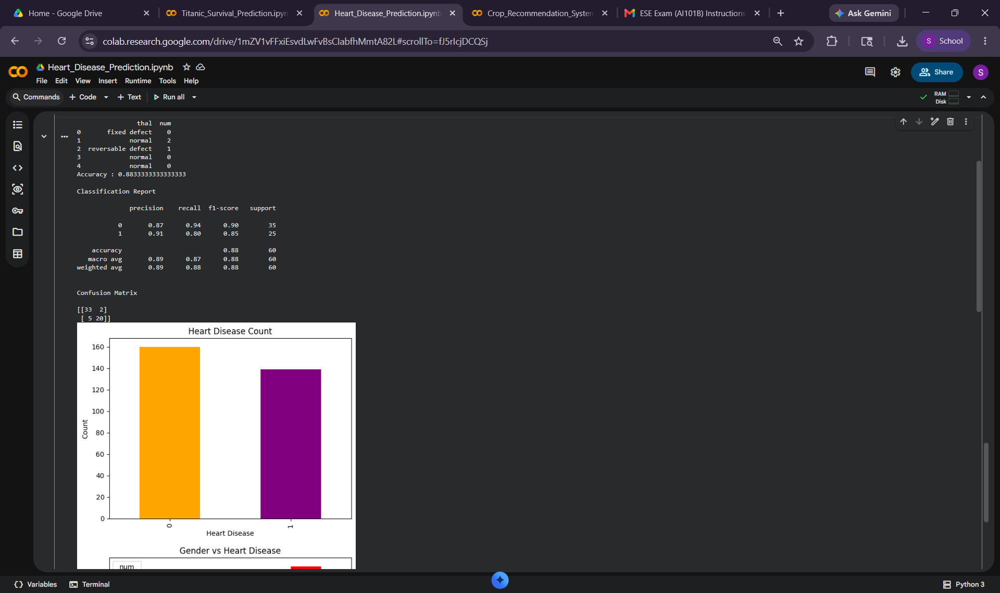 Home - Google Drive
Titanic_Survival_Prediction.ipyn
Heart_Disease_Prediction.ipynb
Crop_Recommendation_System
ESE Exam (AI101B) Instructions
Ask Gemini
colab.research.google.com/drive/1mZV1vFFxiEsvdLwFvBsClabfhMmtA82L#scrollTo=fJ5rIcjDCQSj
S School
Heart_Disease_Prediction.ipynb
File Edit View Insert Runtime Tools Help
Share
S
Commands + Code + Text Run all
RAM
Disk
thal num
0 fixed defect 0
1 normal 2
2 reversable defect 1
3 normal 0
4 normal 0
Accuracy : 0.8833333333333333
Classification Report
precision recall f1-score support
0 0.87 0.94 0.90 35
1 0.91 0.80 0.85 25
accuracy 0.88 60
macro avg 0.89 0.87 0.88 60
weighted avg 0.89 0.88 0.88 60
Confusion Matrix
[[33 2]
[ 5 20]]
Heart Disease Count
160
140
120
100
80
60
40
20
0
Count
0 1
Heart Disease
Gender vs Heart Disease
num
Variables Terminal
Python 3